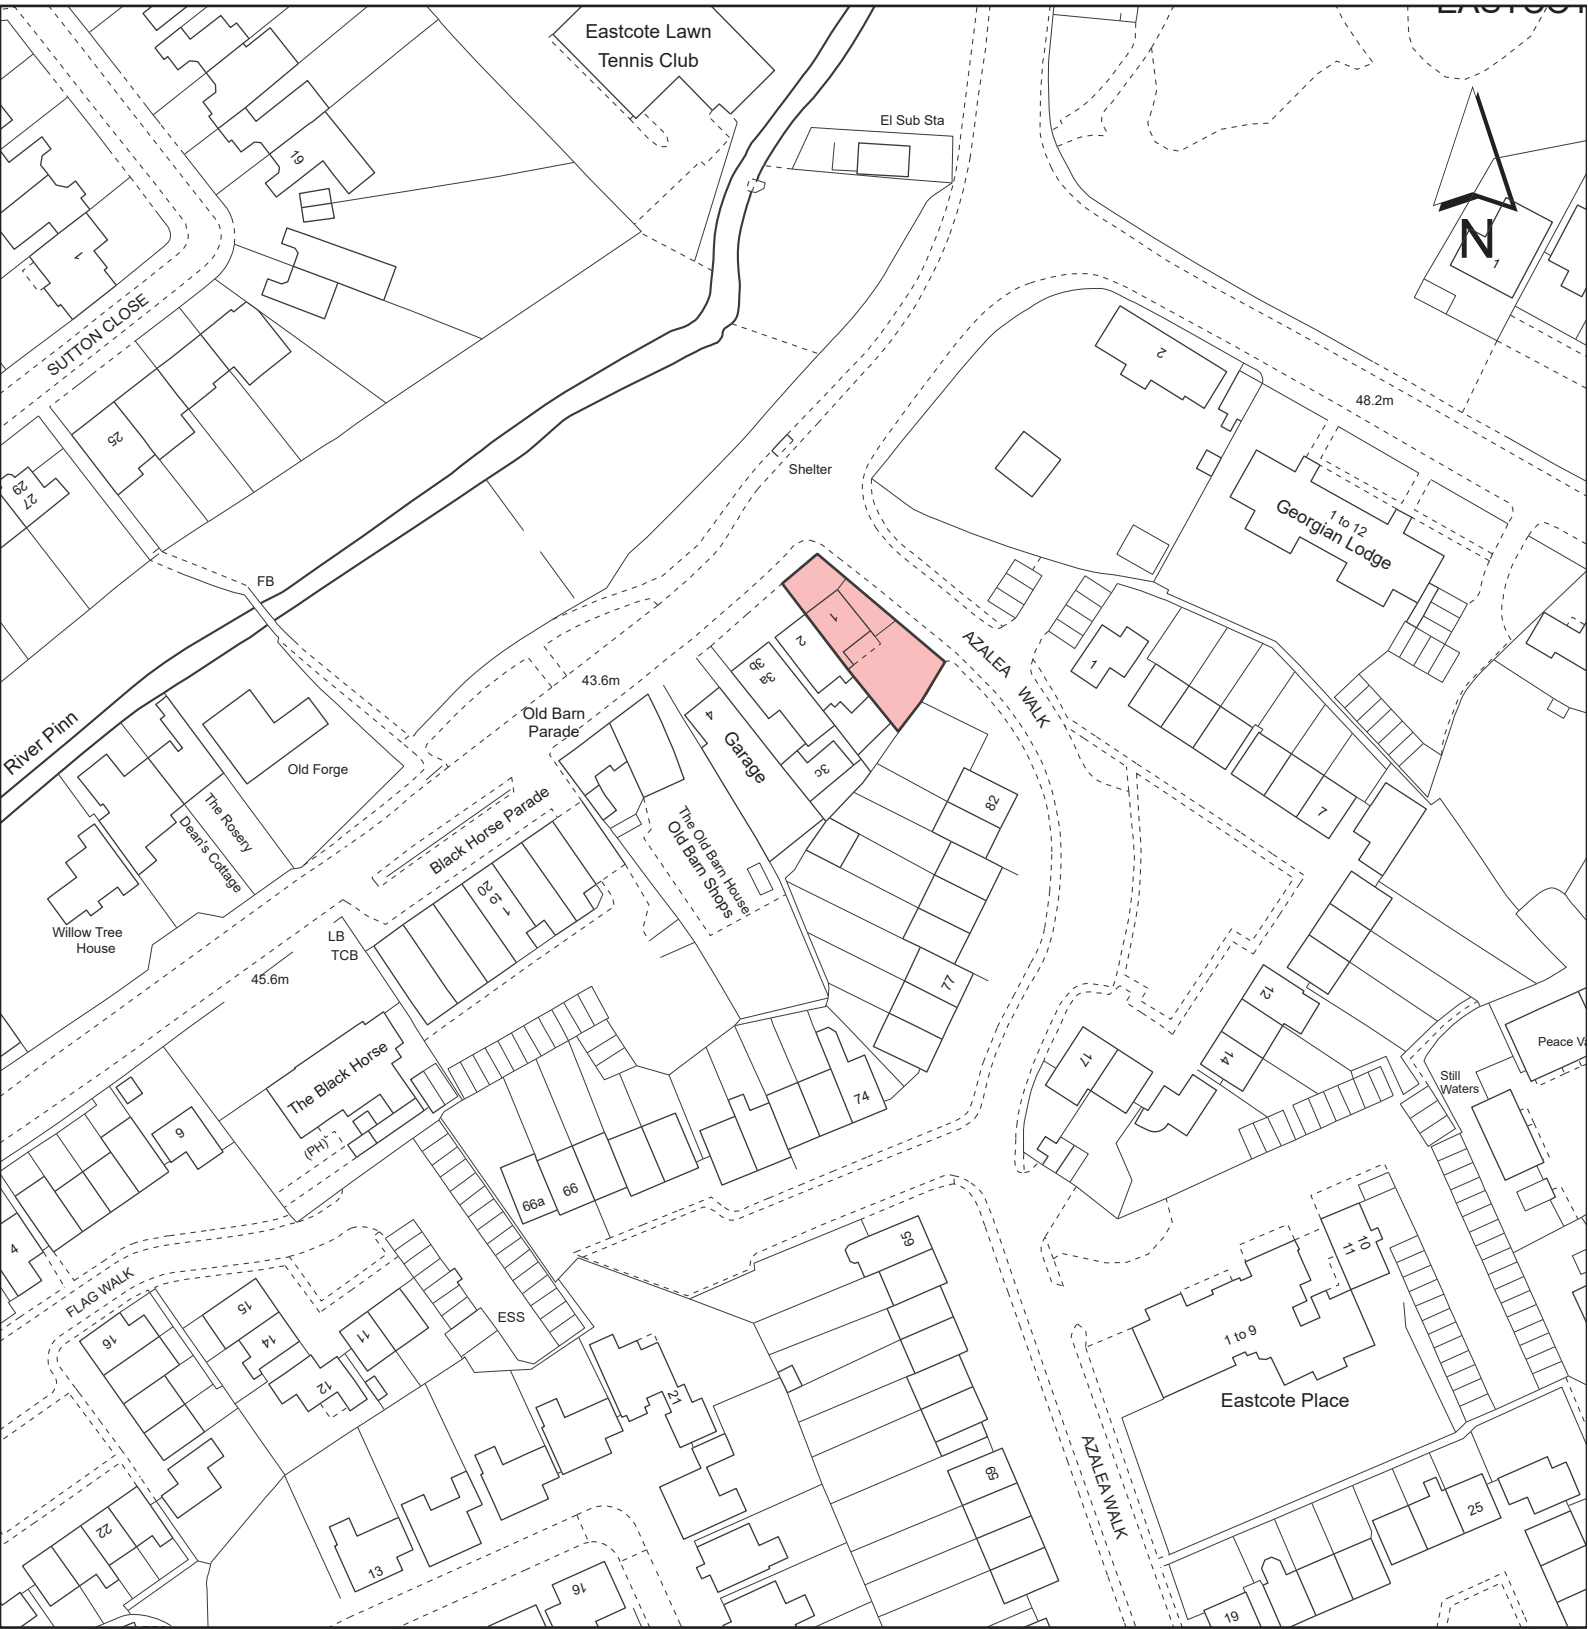 EASTCOT
Eastcote Lawn
Tennis Club
El Sub Sta
19
1
N
1
SUTTON CLOSE
2
48.2m
25
Shelter
29
27
1 to 12
Georgian Lodge
FB
1
2
3b
3a
AZALEA WALK
1
43.6m
Old Barn
Parade
4
Garage
3c
River Pinn
Old Forge
The Rosery
Dean's Cottage
Black Horse Parade
The Old Barn House
Old Barn Shops
82
7
20
to
1
Willow Tree
House
LB
TCB
45.6m
77
12
The Black Horse
(PH)
17
14
Peace Va
Still
Waters
74
9
66a
66
4
65
10
11
FLAG WALK
15
14
16
11
12
ESS
1 to 9
Eastcote Place
21
AZALEA WALK
59
25
22
13
16
19